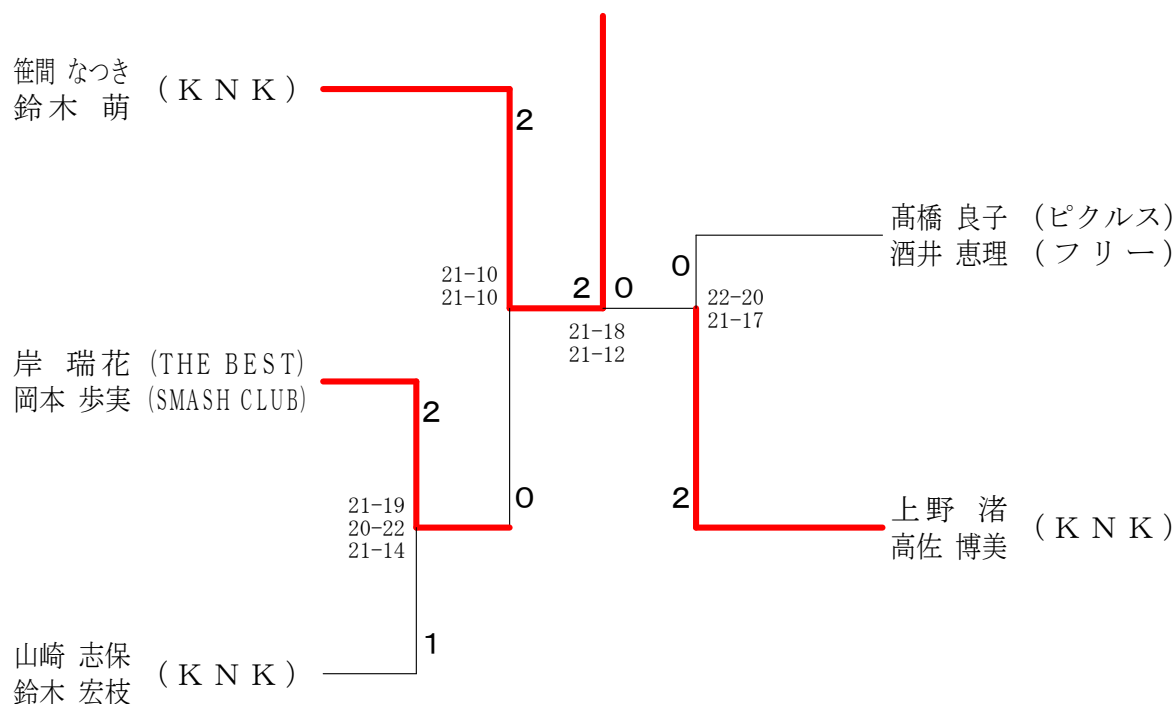 笹間 なつき
鈴木 萌
(KNK)
2
髙橋 良子 (ピクルス)
酒井 恵理 (フリー)
0
21-10
21-10
2 0
22-20
21-17
21-18
21-12
岸 瑞花 (THE BEST)
岡本 歩実 (SMASH CLUB)
2
0
2
21-19
20-22
21-14
上野 渚
高佐 博美
(KNK)
1
山崎 志保
鈴木 宏枝
(KNK)